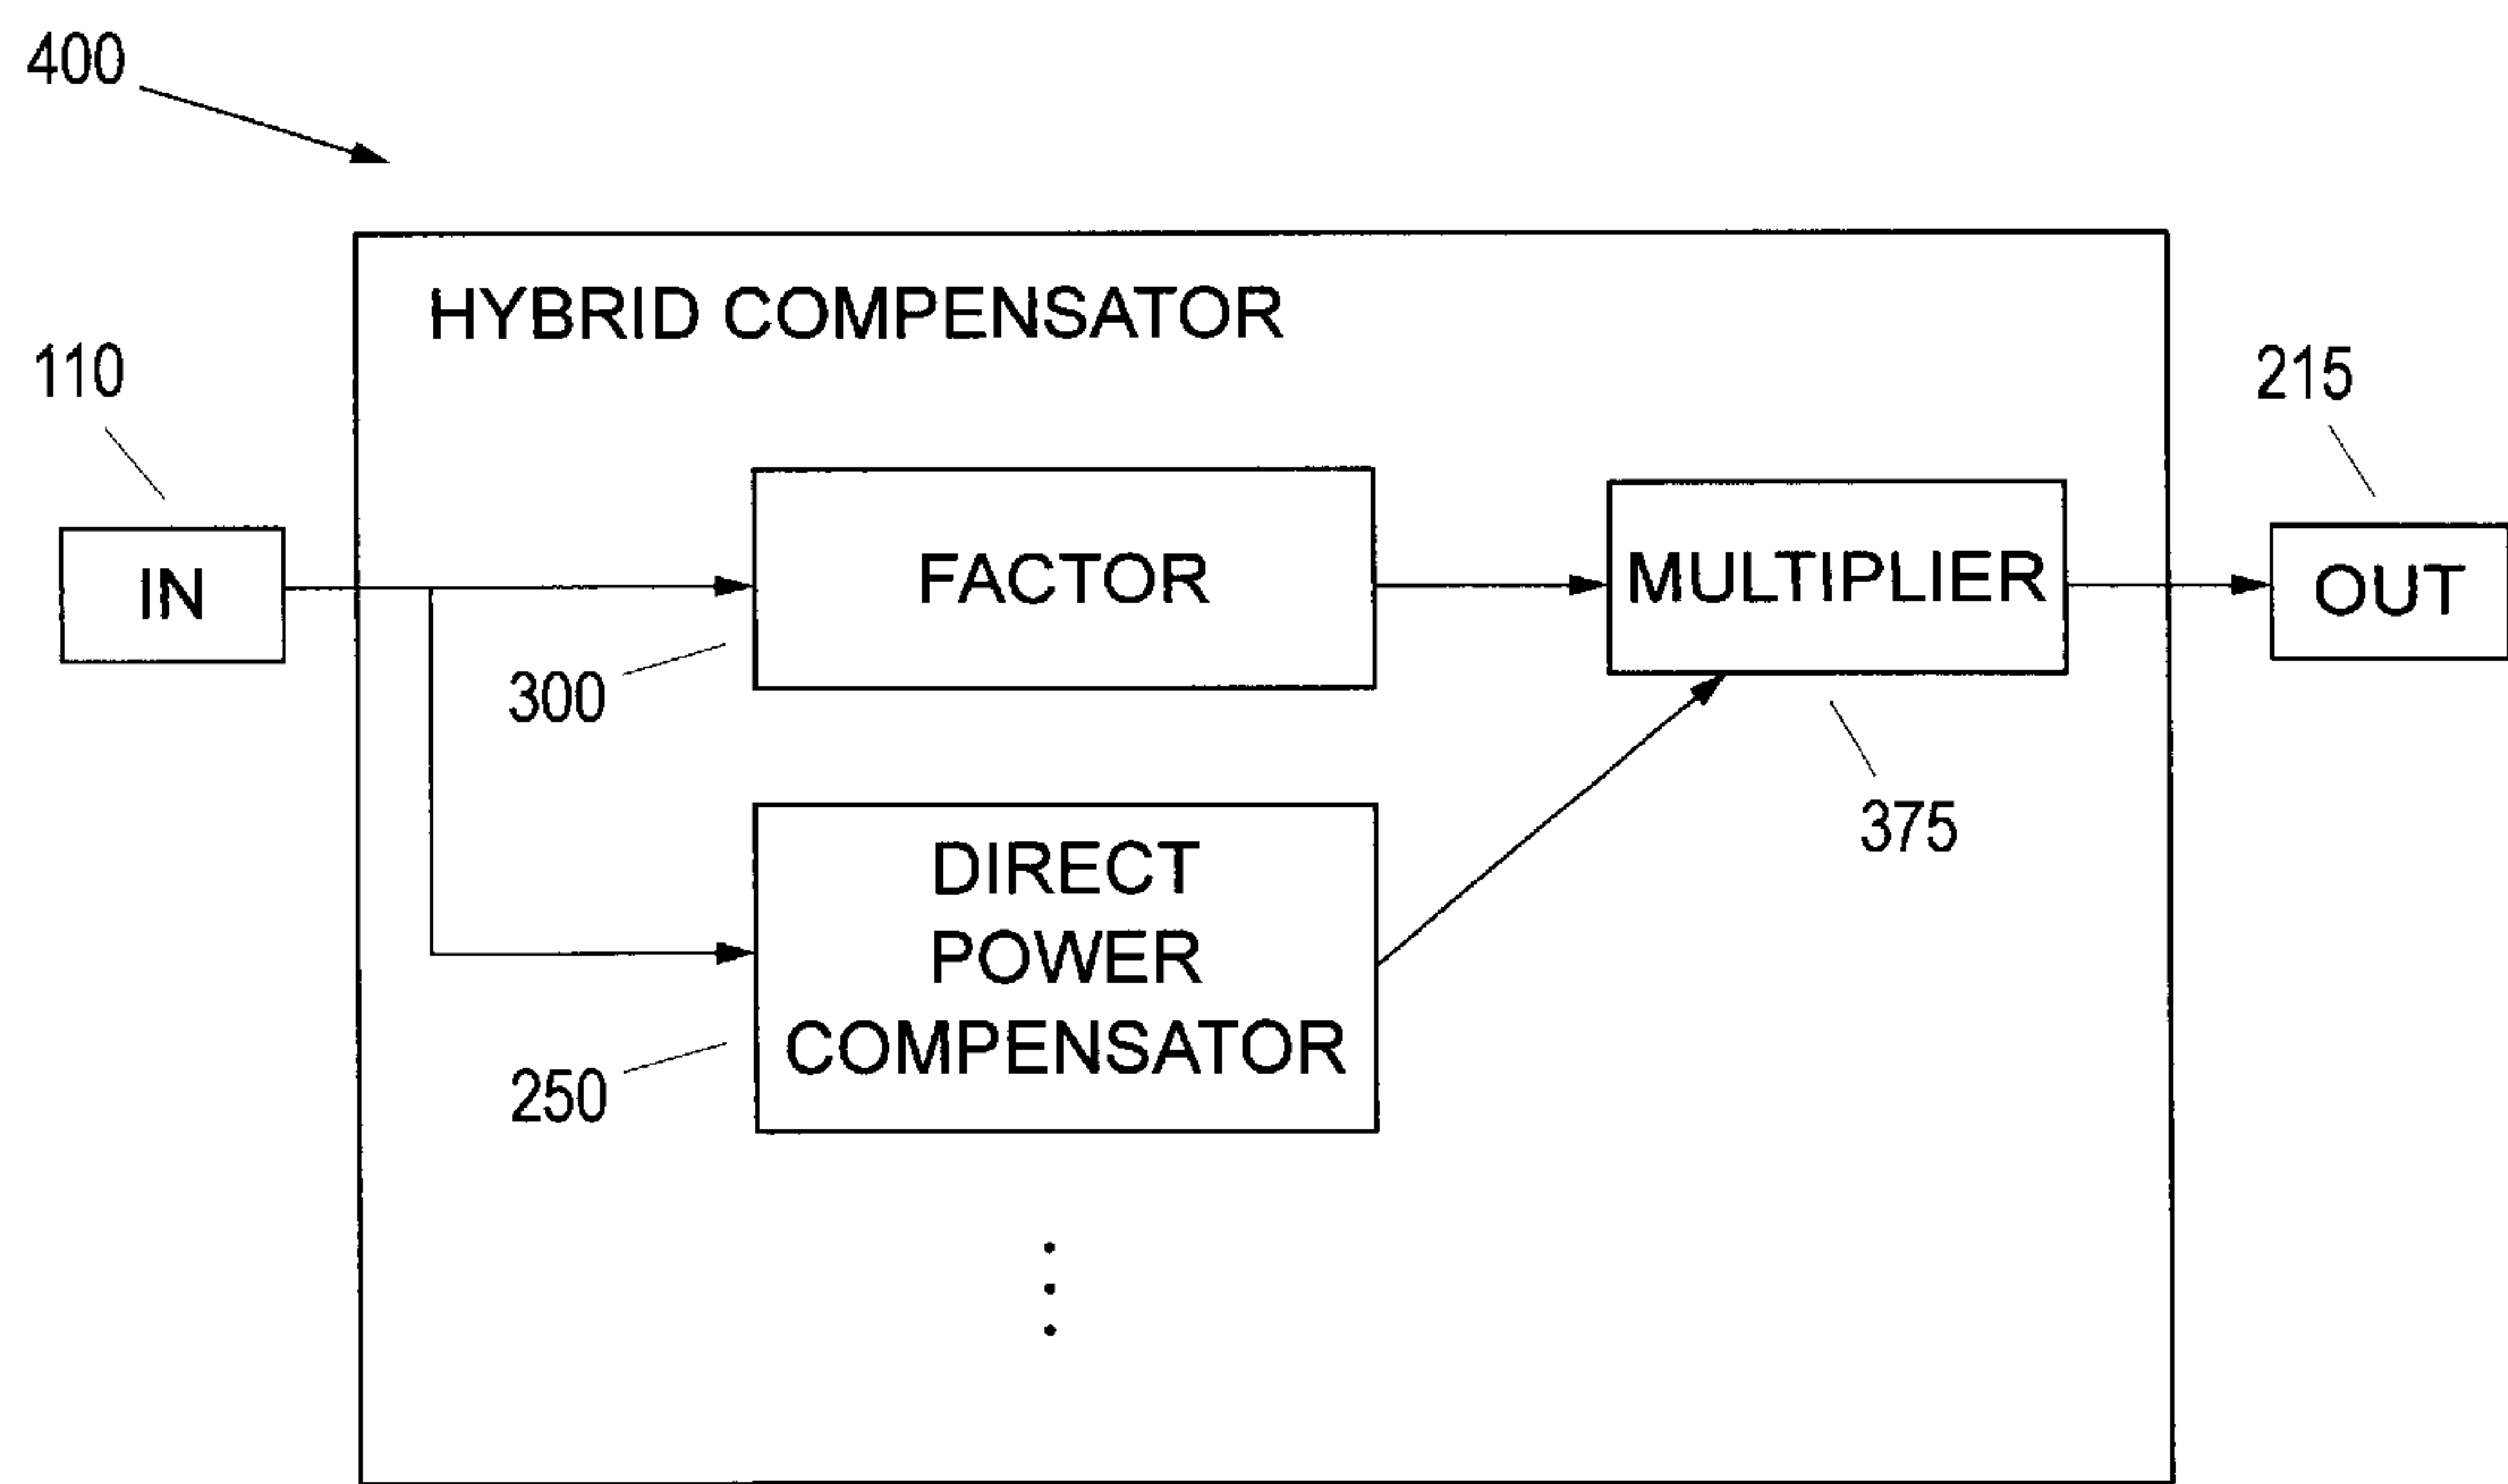 400
HYBRID COMPENSATOR
110
215
IN
FACTOR
MULTIPLIER
OUT
300
375
DIRECT
POWER
COMPENSATOR
250